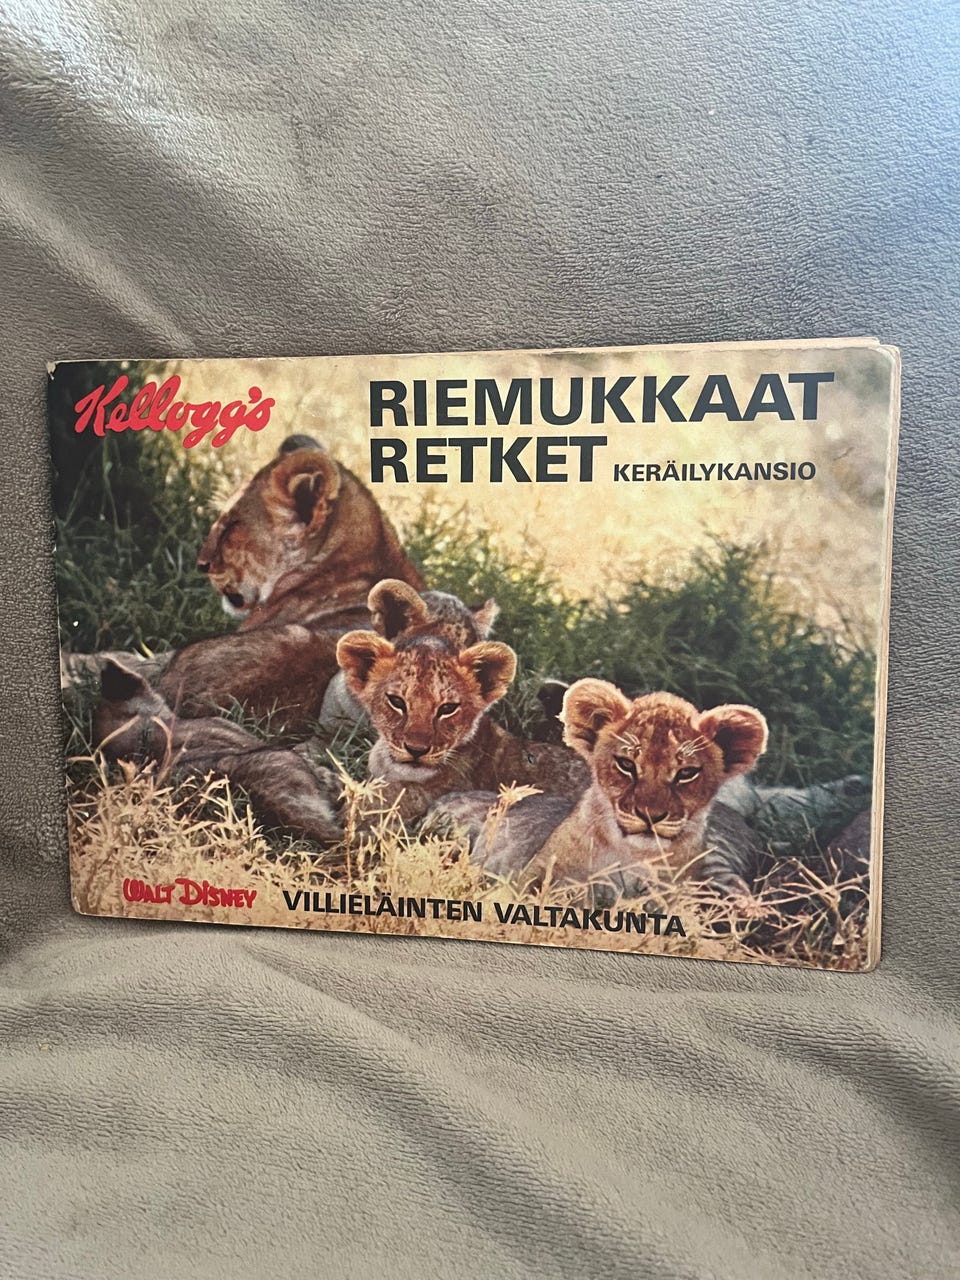 Kellogg's
RIEMUKKAAT
RETKET KERÄILYKANSIO
WALT DISNEY VILLIELÄINTEN VALTAKUNTA